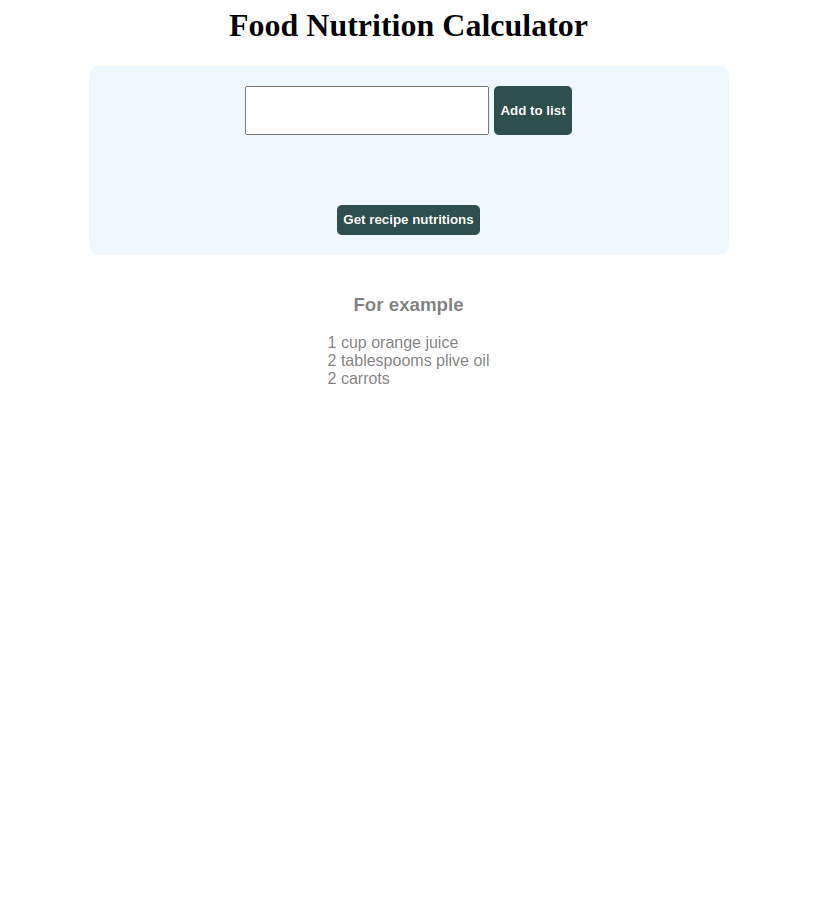 Food Nutrition Calculator
Add to list
Get recipe nutritions
For example
1 cup orange juice
2 tablespooms plive oil
2 carrots